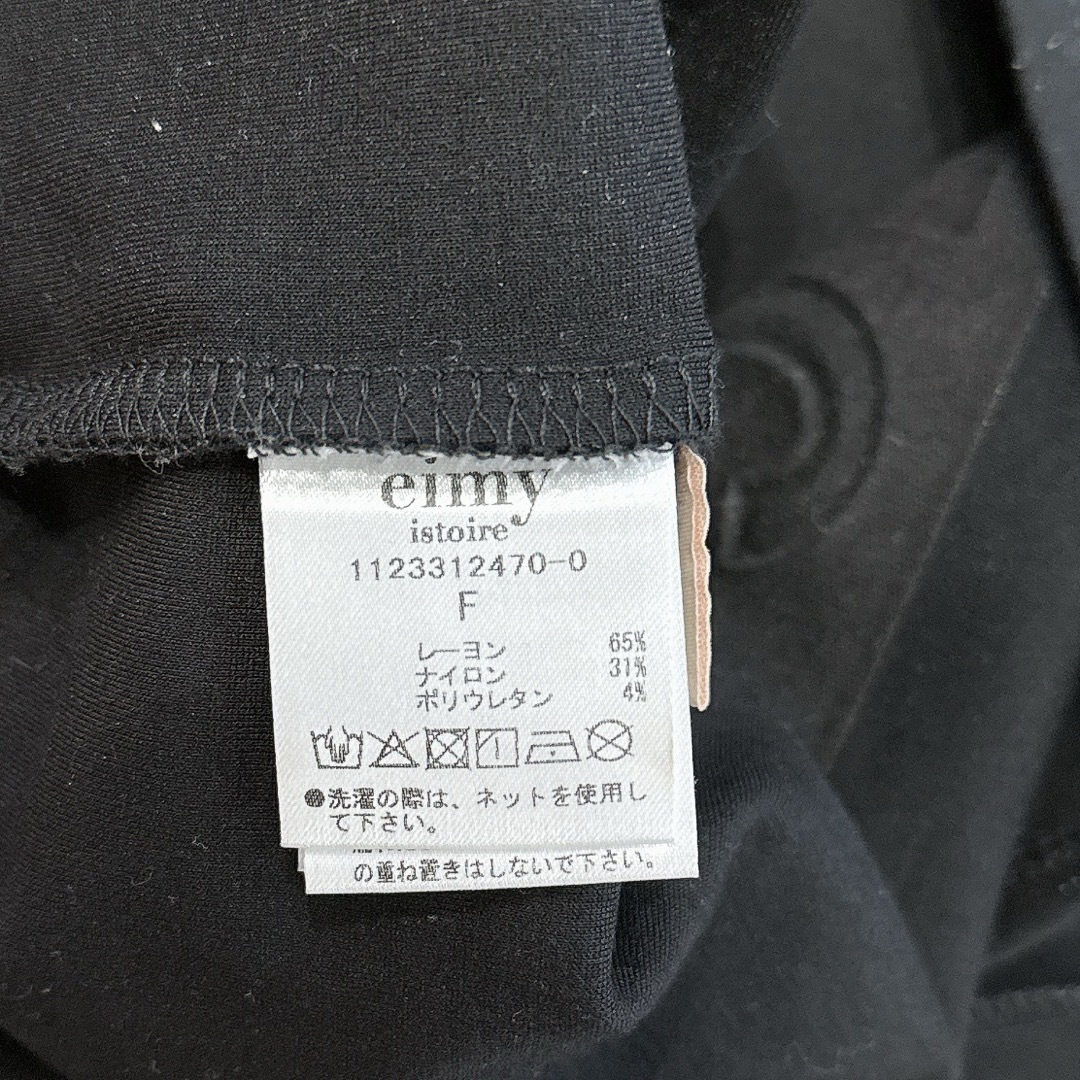 eimy
istoire
1123312470-0
F
レーヨン 65%
ナイロン 31%
ポリウレタン 4%
●洗濯の際は、ネットを使用し
て下さい。
の重ね置きはしないで下さい。